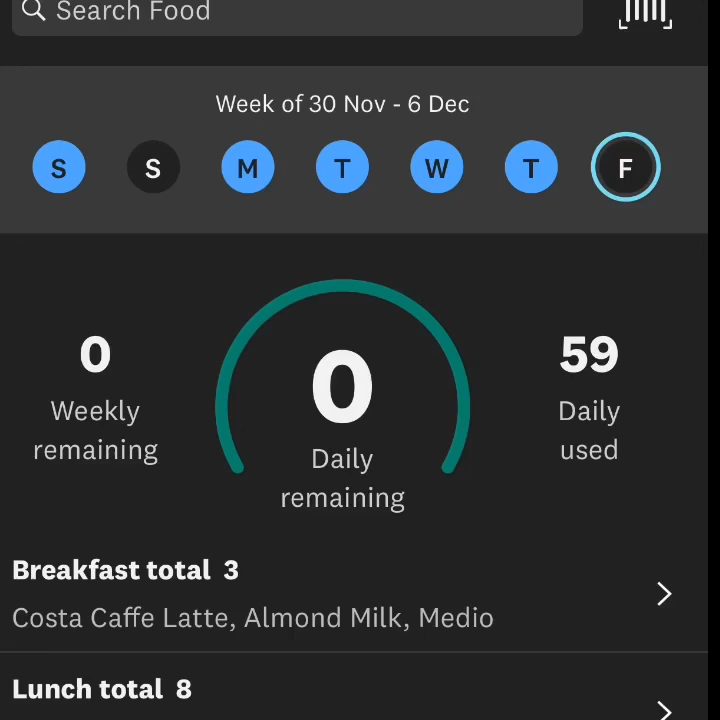 Search Food
Week of 30 Nov - 6 Dec
S S M T W T F
0
Weekly
remaining
0
Daily
remaining
59
Daily
used
Breakfast total 3
Costa Caffe Latte, Almond Milk, Medio
Lunch total 8